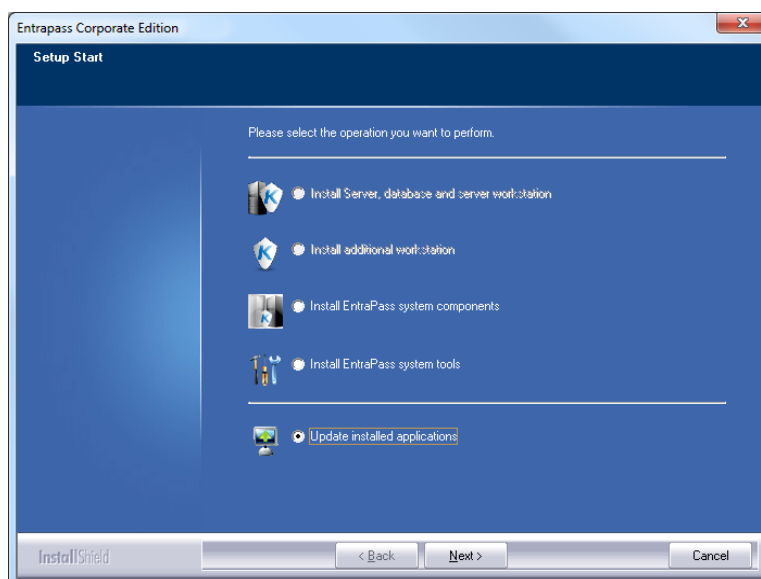 Entrapass Corporate Edition
Setup Start
Please select the operation you want to perform.
Install Server, database and server workstation
Install additional workstation
Install EntraPass system components
Install EntraPass system tools
Update installed applications
InstallShield
< Back
Next >
Cancel